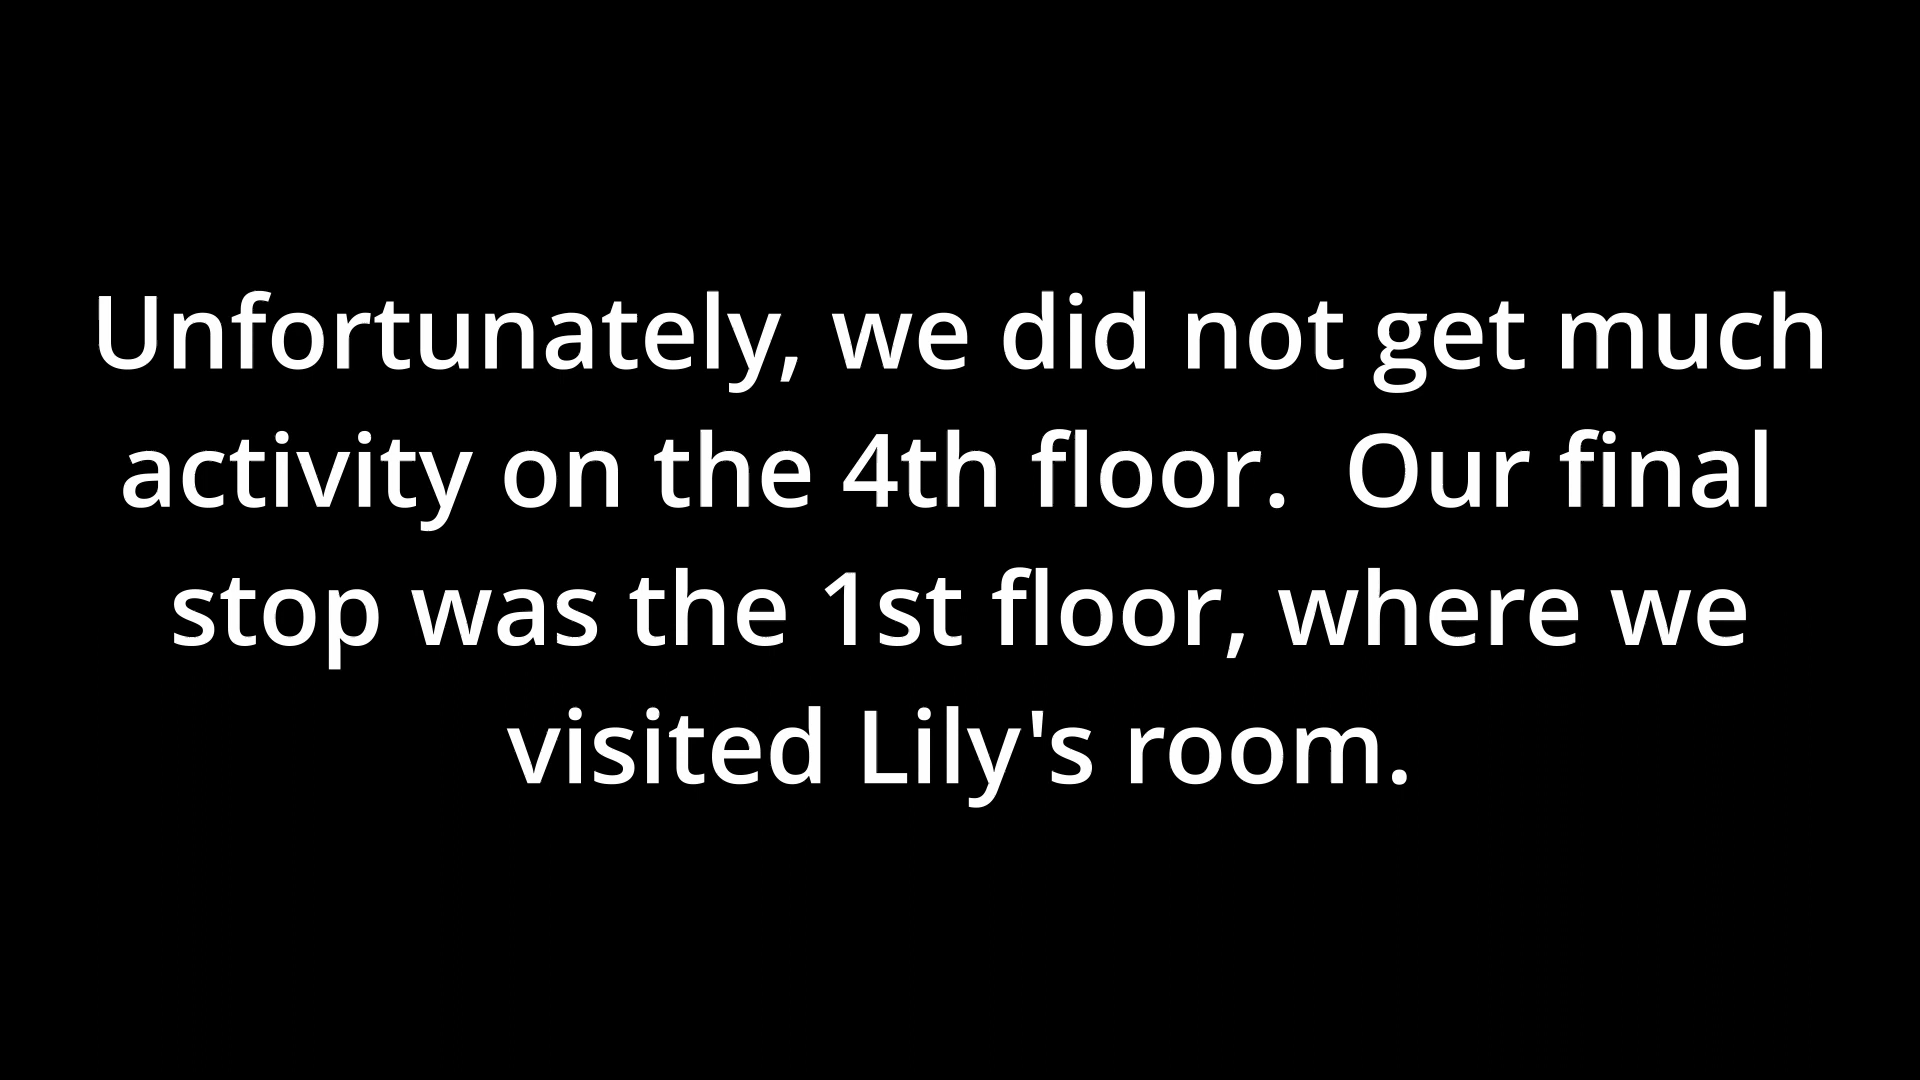 Unfortunately, we did not get much
activity on the 4th floor.  Our final
stop was the 1st floor, where we
visited Lily's room.